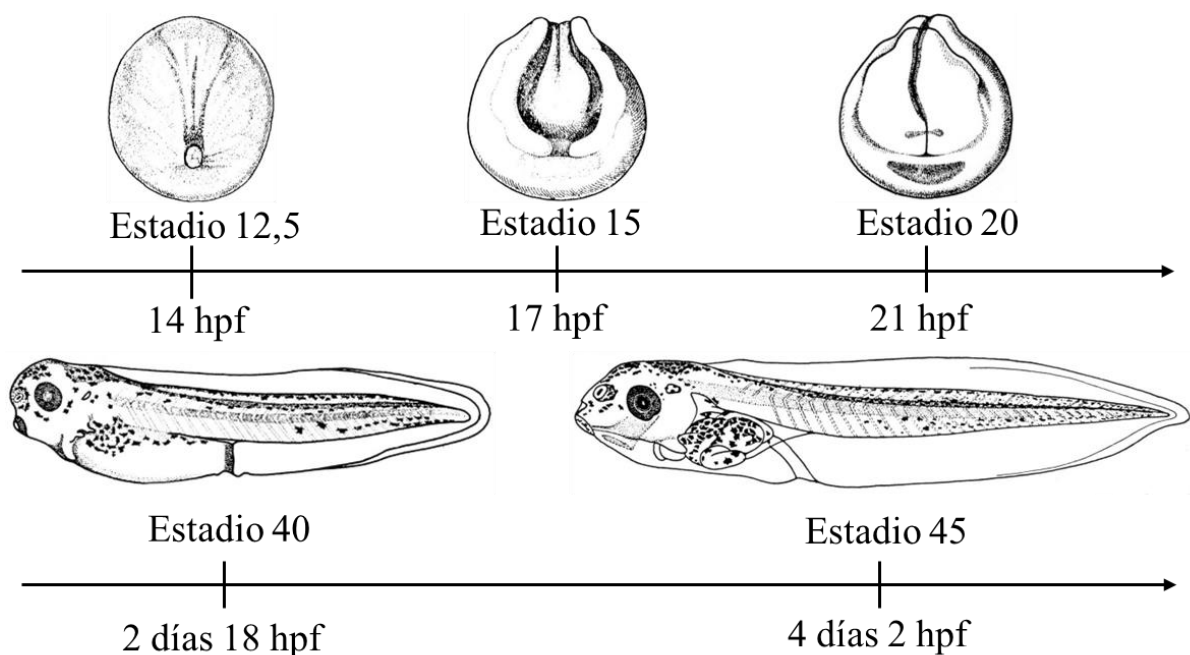 Estadio 12,5
Estadio 15
Estadio 20
14 hpf
17 hpf
21 hpf
Estadio 40
Estadio 45
2 días 18 hpf
4 días 2 hpf